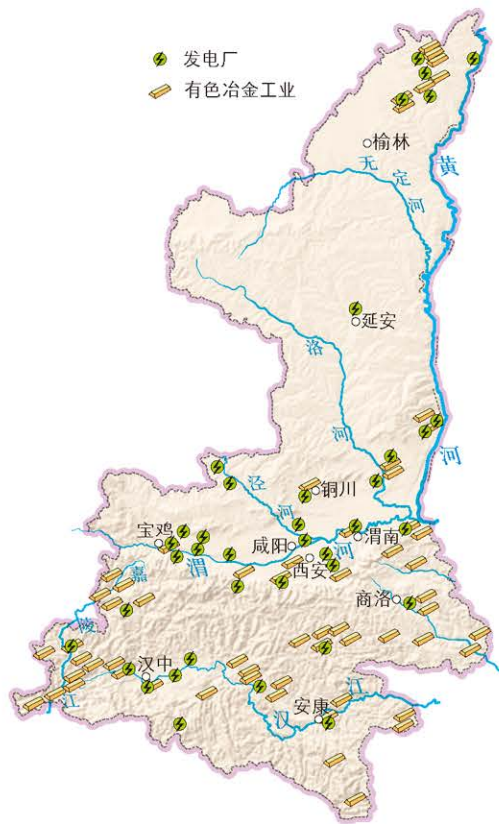 发电厂
有色冶金工业
榆林
黄
无定河
延安
洛
河
河
泾
河
铜川
宝鸡
咸阳
渭南
渭
河
西安
嘉
陵
江
商洛
汉中
汉
江
安康